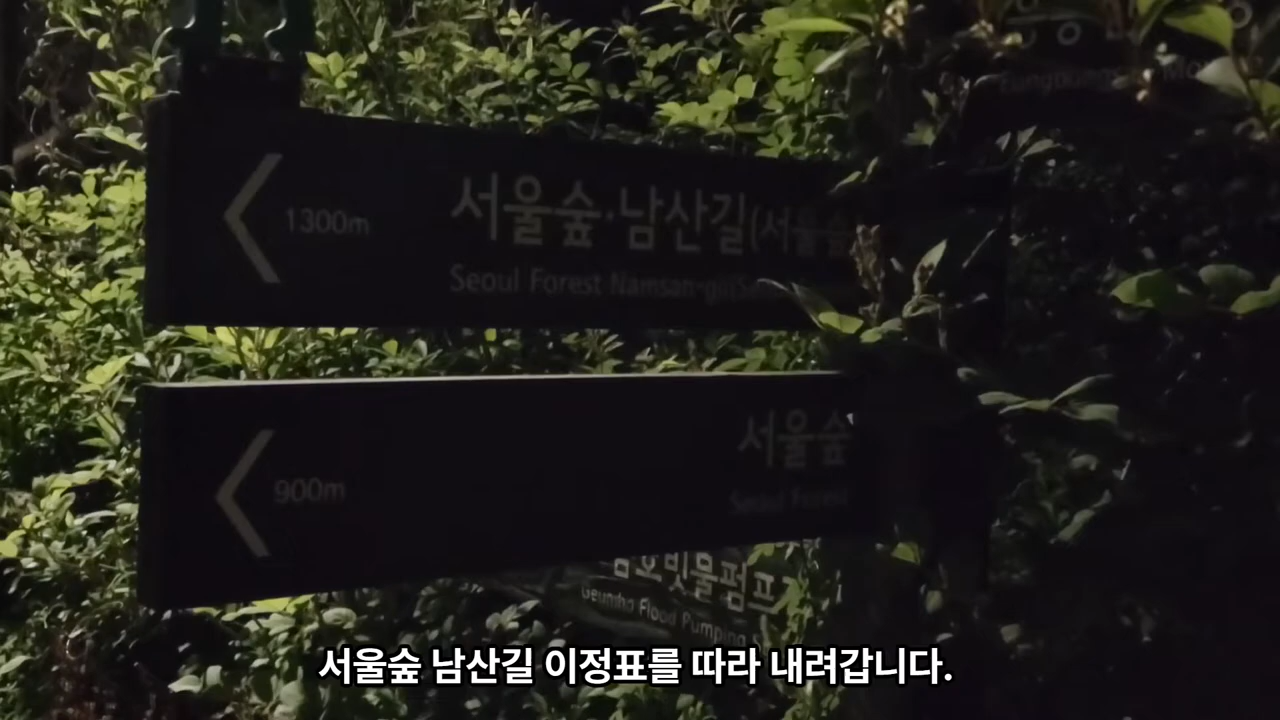 1300m
서울숲·남산길(서울숲
Seoul Forest Namsan-gil(Seoul
900m
서울숲
Seoul Forest
금호빗물펌프
Geumho Flood Pumping S
서울숲 남산길 이정표를 따라 내려갑니다.